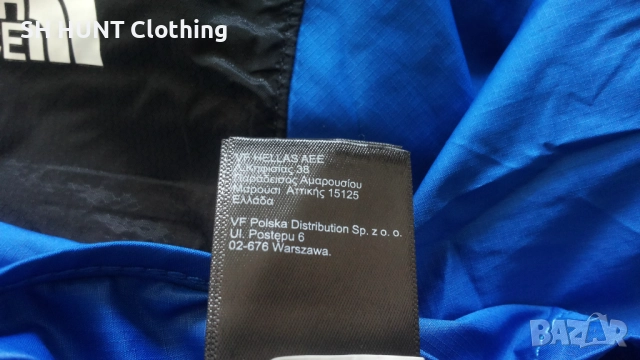 SH HUNT Clothing
VF HELLAS AEE
Λ. Κηφισίας 38
Παράδεισος Αμαρουσίου
Μαρούσι Αττικής 15125
Ελλάδα
VF Polska Distribution Sp. z o. o.
Ul. Postępu 6
02-676 Warszawa.
BAZAR